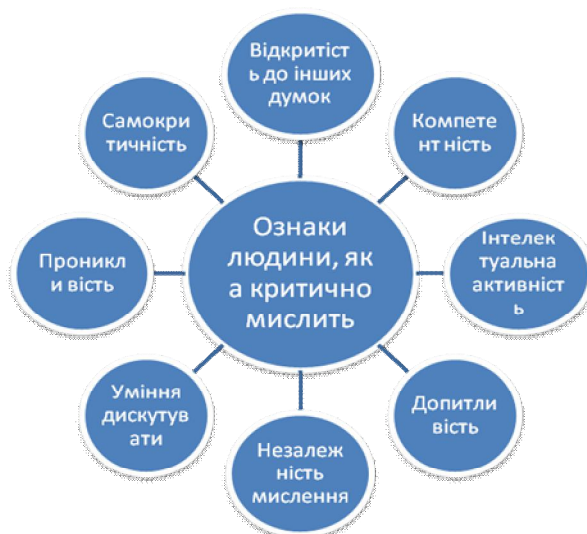 Відкритіст
ь до інших
думок
Самокри
тичність
Компете
нт ність
Ознаки
людини, як
а критично
мислить
Проникл
и вість
Інтелек
туальна
активніст
ь
Уміння
дискутув
ати
Допитли
вість
Незалеж
ність
мислення